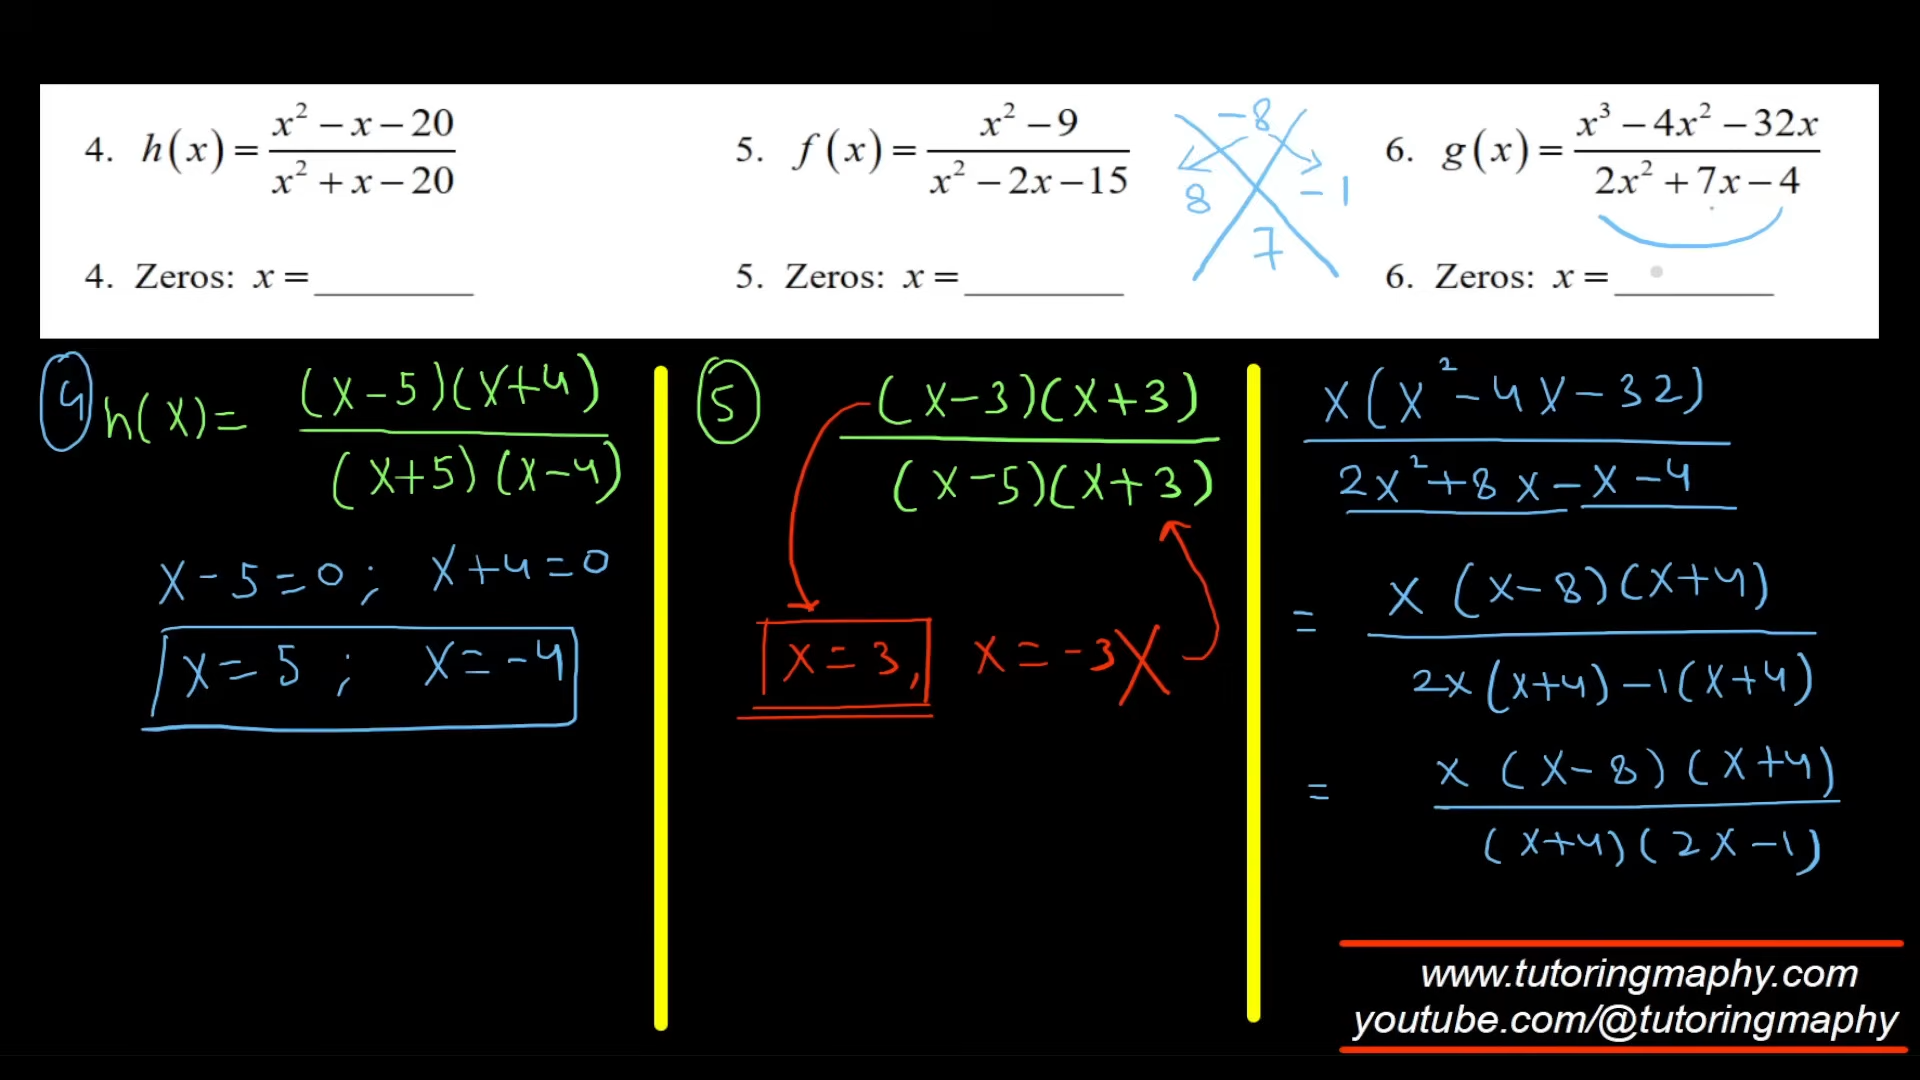 4. h(x) = (x² − x − 20)/(x² + x − 20)
5. f(x) = (x² − 9)/(x² − 2x − 15)
-8
8 -1
7
6. g(x) = (x³ − 4x² − 32x)/(2x² + 7x − 4)
4. Zeros: x = ________
5. Zeros: x = ________
6. Zeros: x = ________
4 h(x) = (x-5)(x+4)/(x+5)(x-4)
x-5=0; x+4=0
x=5; x=-4
5 (x-3)(x+3)/(x-5)(x+3)
x=3, x=-3 X
x(x²-4x-32)/2x²+8x-x-4
= x(x-8)(x+4)/2x(x+4)-1(x+4)
= x(x-8)(x+4)/(x+4)(2x-1)
www.tutoringmaphy.com
youtube.com/@tutoringmaphy